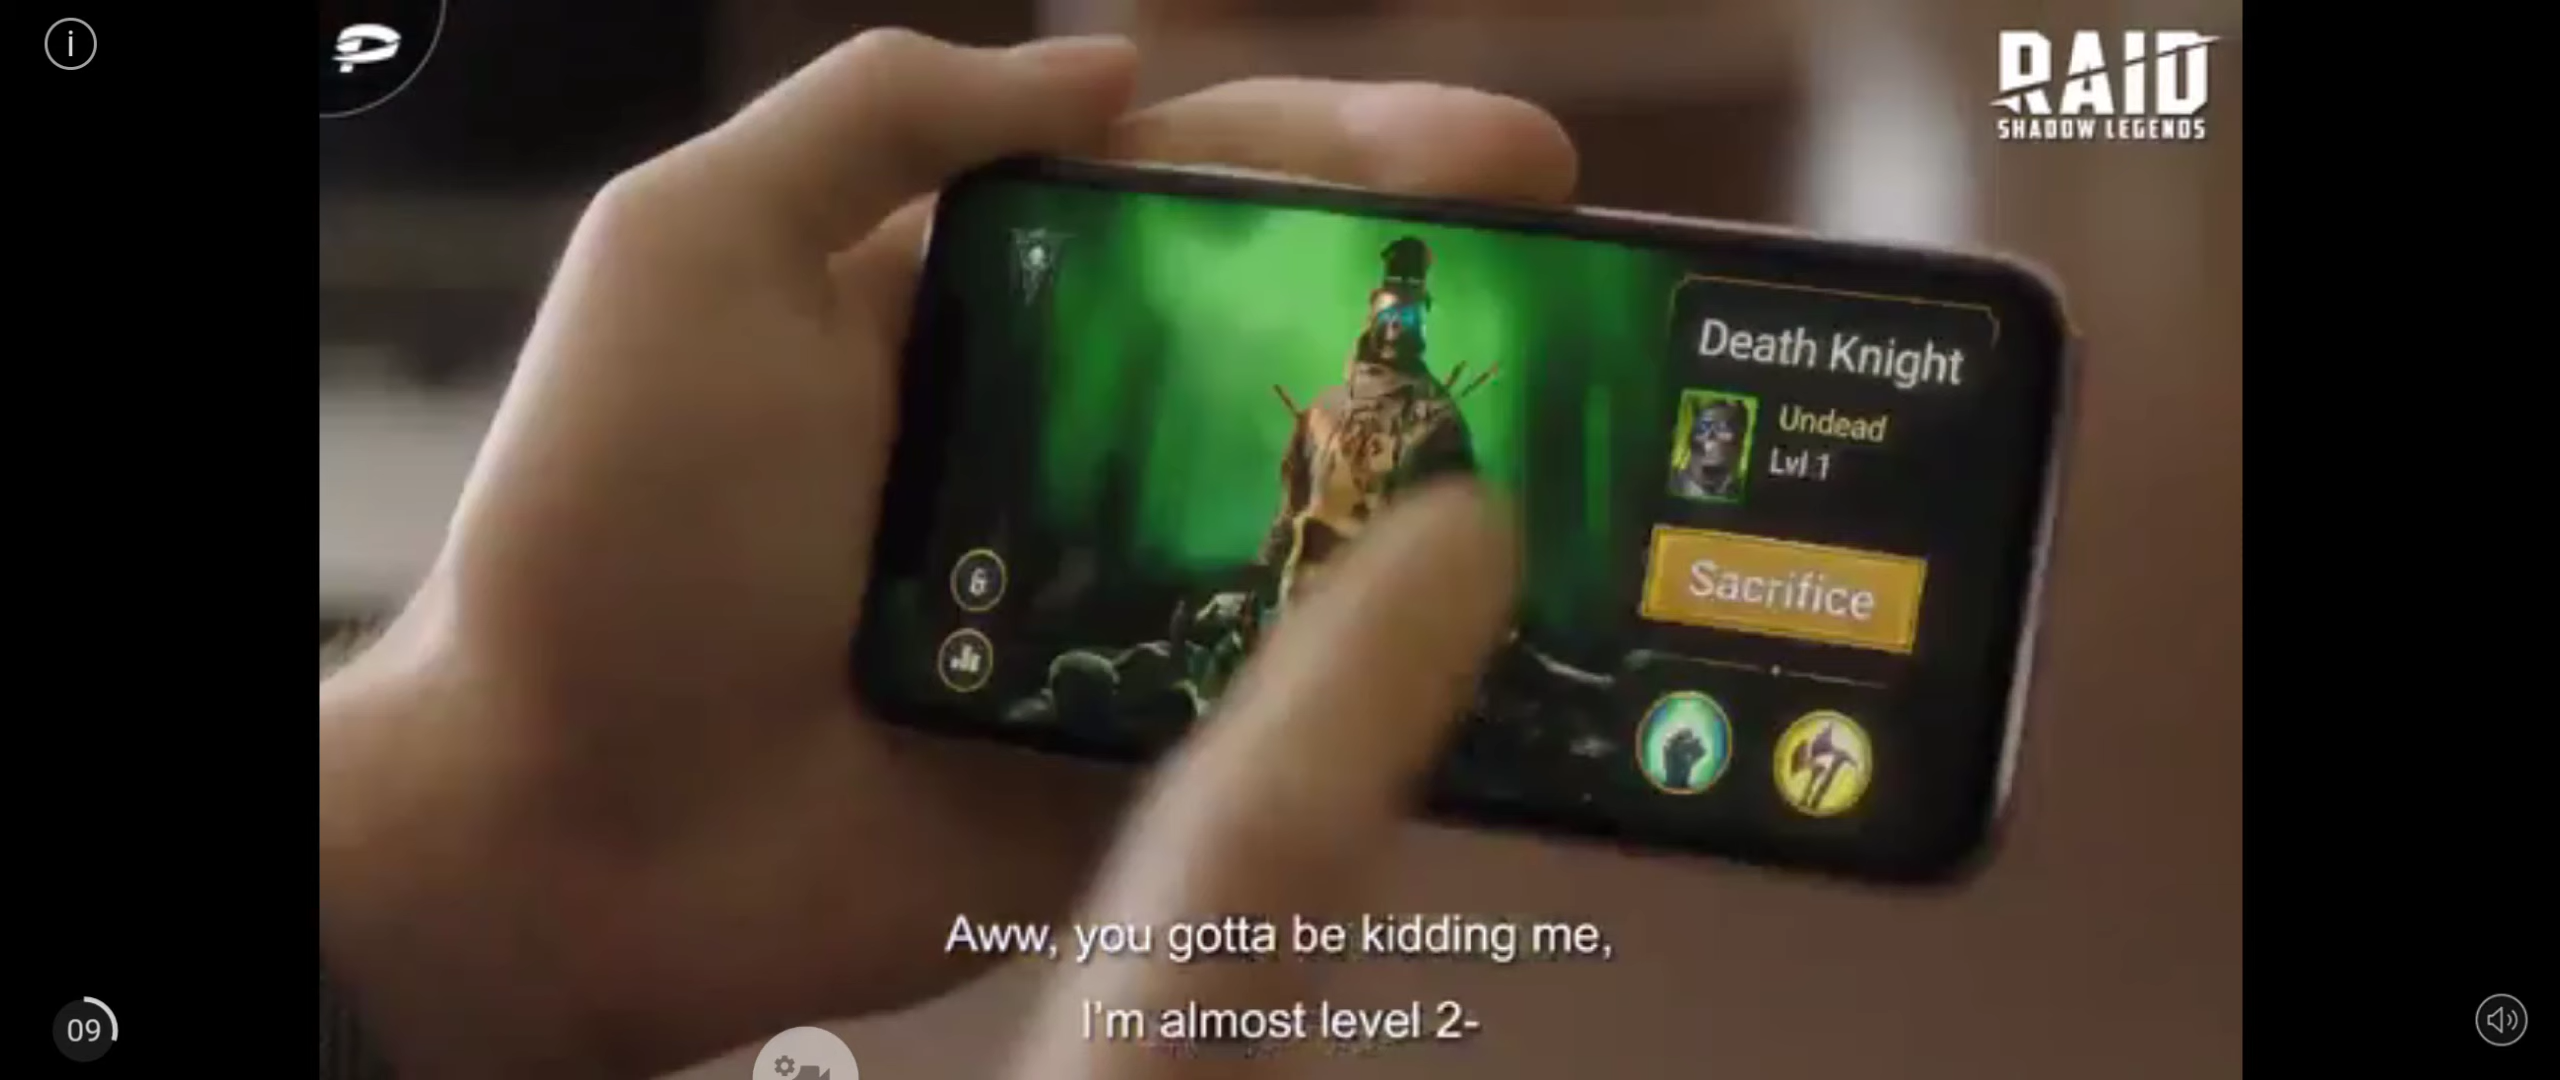 RAID
SHADOW LEGENDS
Death Knight
Undead
Lvl 1
Sacrifice
Aww, you gotta be kidding me,
I'm almost level 2-
09